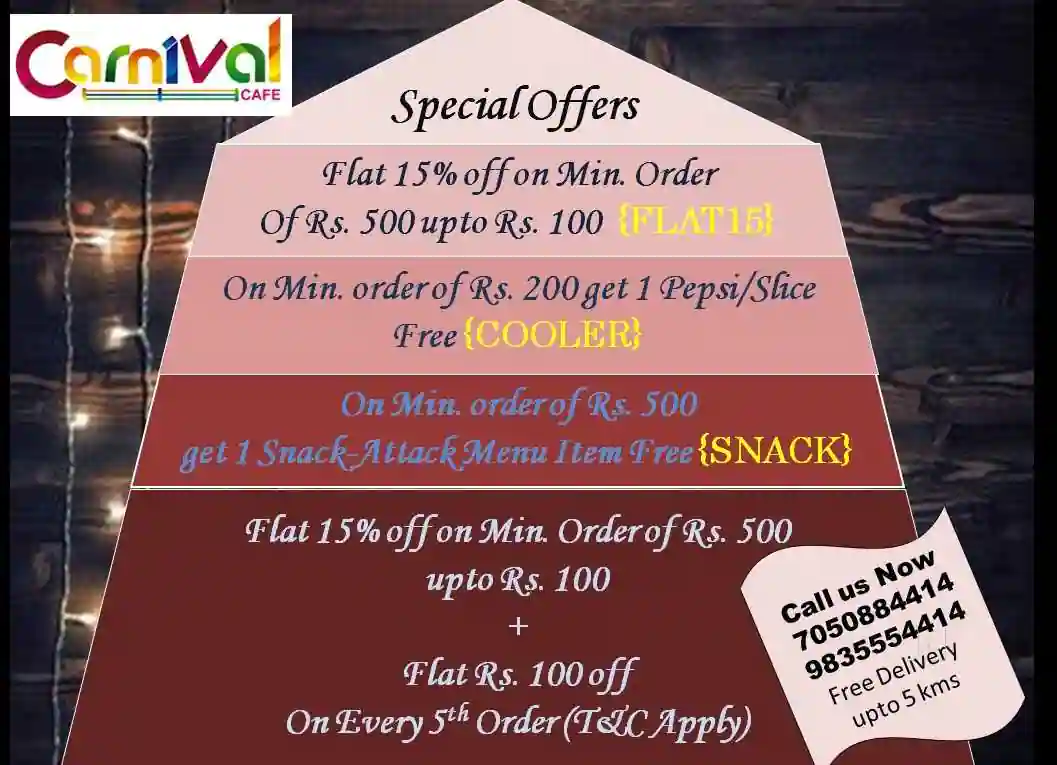 Carnival
CAFE
Special Offers
Flat 15% off on Min. Order
Of Rs. 500 upto Rs. 100 {FLAT15}
On Min. order of Rs. 200 get 1 Pepsi/Slice
Free {COOLER}
On Min. order of Rs. 500
get 1 Snack-Attack Menu Item Free {SNACK}
Flat 15% off on Min. Order of Rs. 500
upto Rs. 100
+
Flat Rs. 100 off
On Every 5th Order (T&C Apply)
Call us Now
7050884414
9835554414
Free Delivery
upto 5 kms